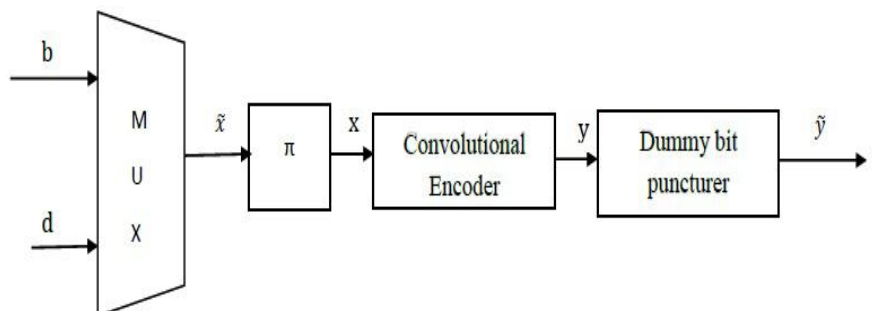 b
d
M
U
X
x̃
π
x
Convolutional
Encoder
y
Dummy bit
puncturer
ỹ